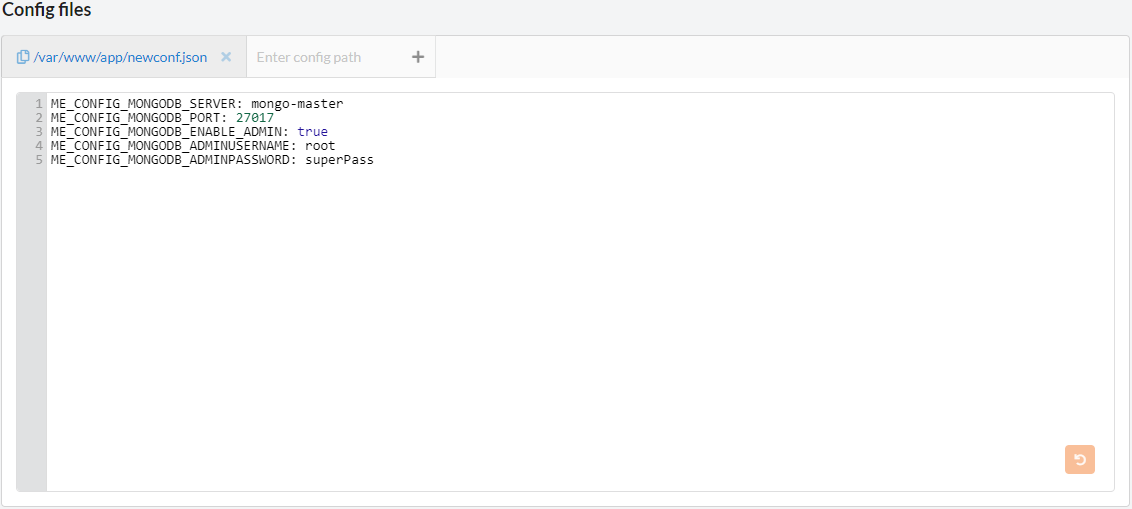 Config files
/var/www/app/newconf.json × Enter config path +
1 ME_CONFIG_MONGODB_SERVER: mongo-master
2 ME_CONFIG_MONGODB_PORT: 27017
3 ME_CONFIG_MONGODB_ENABLE_ADMIN: true
4 ME_CONFIG_MONGODB_ADMINUSERNAME: root
5 ME_CONFIG_MONGODB_ADMINPASSWORD: superPass